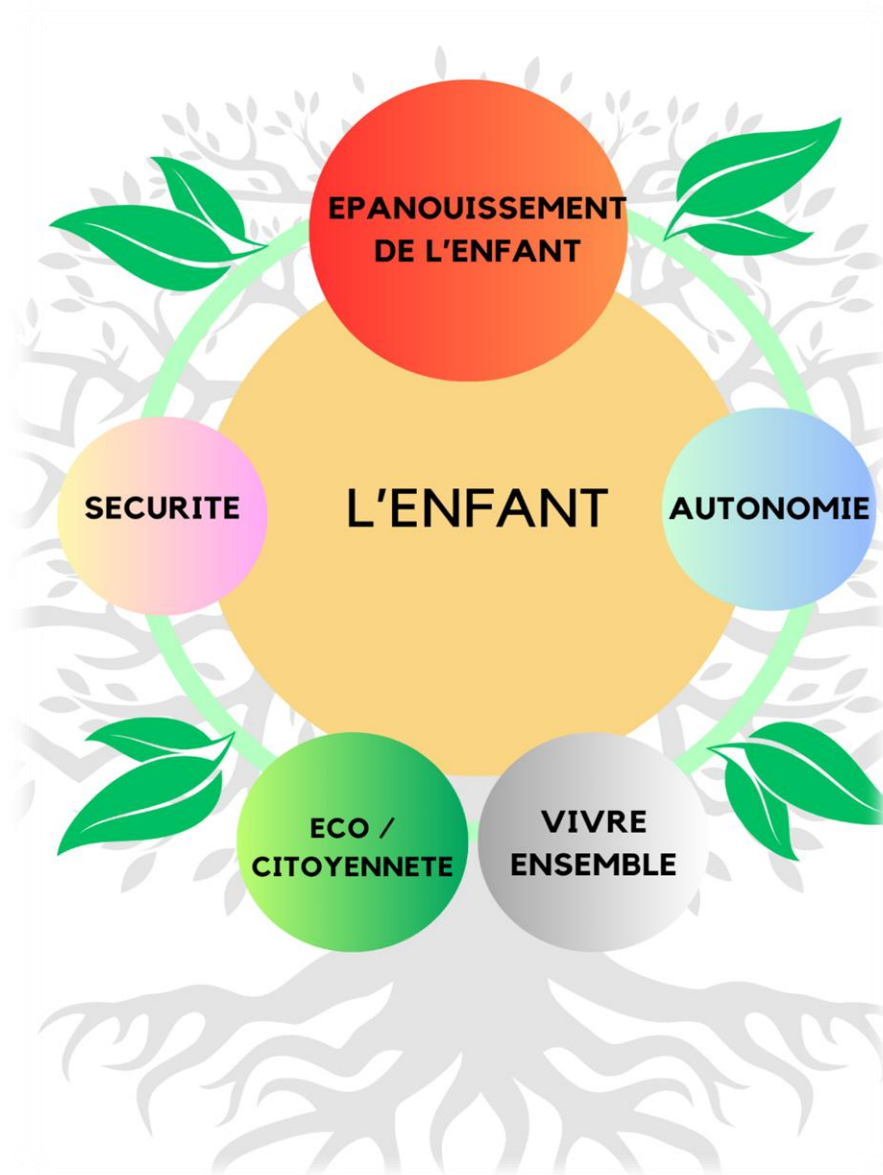 EPANOUISSEMENT
DE L'ENFANT
SECURITE
L'ENFANT
AUTONOMIE
ECO /
CITOYENNETE
VIVRE
ENSEMBLE